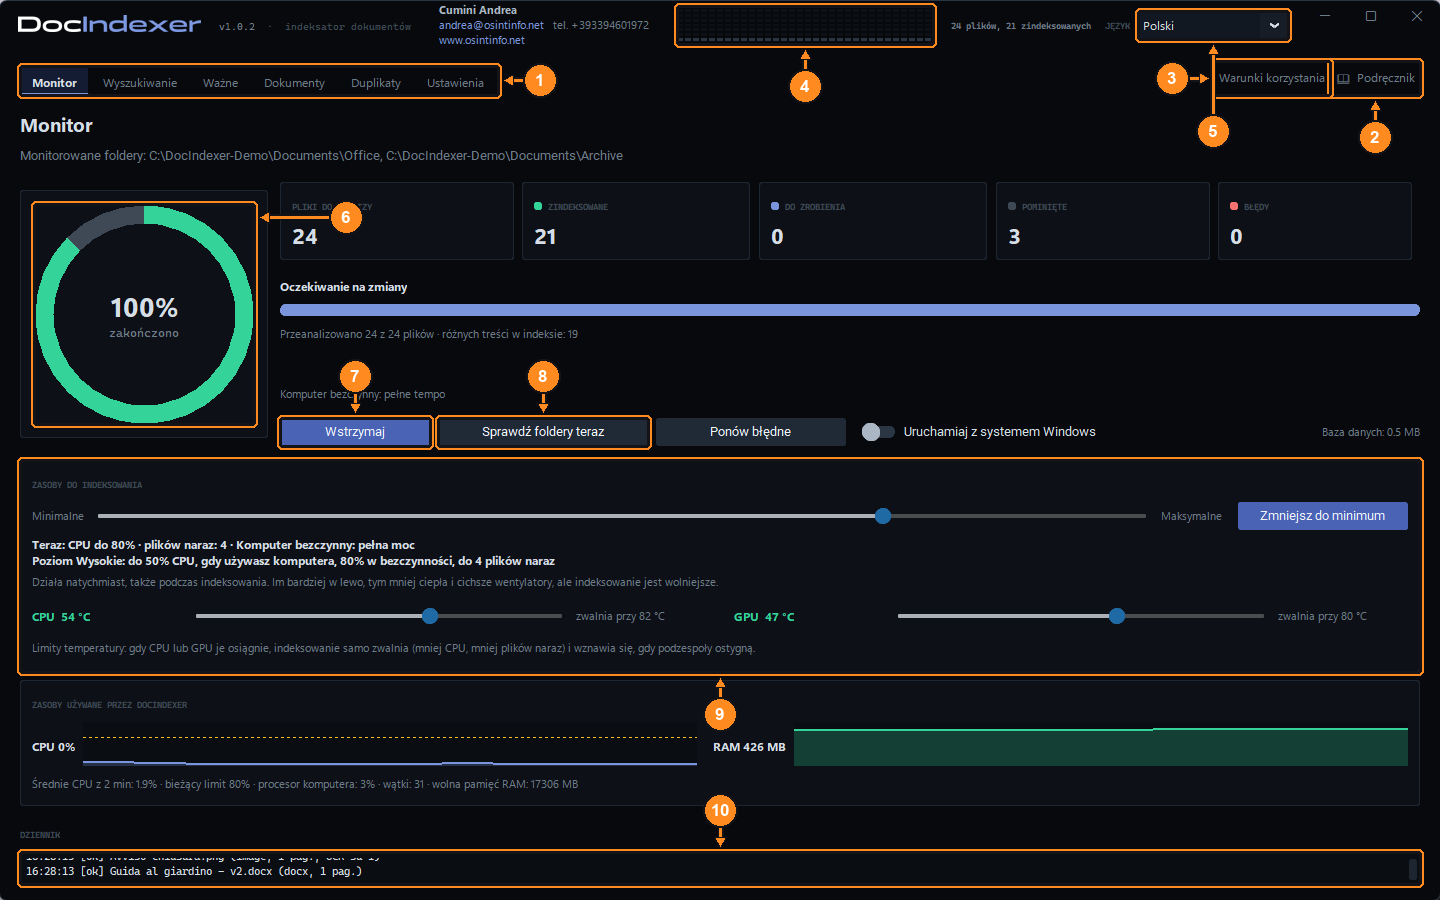 DocIndexer v1.0.2 · indeksator dokumentów
Cumini Andrea
andrea@osintinfo.net tel. +393394601972
www.osintinfo.net
24 plików, 21 zindeksowanych JĘZYK Polski
4
Monitor Wyszukiwanie Ważne Dokumenty Duplikaty Ustawienia 1
3 Warunki korzystania Podręcznik
5 2
Monitor
Monitorowane foldery: C:\DocIndexer-Demo\Documents\Office, C:\DocIndexer-Demo\Documents\Archive
100%
zakończono
6
PLIKI
24
ZINDEKSOWANE
21
DO ZROBIENIA
0
POMINIĘTE
3
BŁĘDY
0
Oczekiwanie na zmiany
Przeanalizowano 24 z 24 plików · różnych treści w indeksie: 19
7 8
Komputer bezczynny: pełne tempo
Wstrzymaj Sprawdź foldery teraz Ponów błędne Uruchamiaj z systemem Windows Baza danych: 0.5 MB
ZASOBY DO INDEKSOWANIA
Minimalne Maksymalne Zmniejsz do minimum
Teraz: CPU do 80% · plików naraz: 4 · Komputer bezczynny: pełna moc
Poziom Wysokie: do 50% CPU, gdy używasz komputera, 80% w bezczynności, do 4 plików naraz
Działa natychmiast, także podczas indeksowania. Im bardziej w lewo, tym mniej ciepła i cichsze wentylatory, ale indeksowanie jest wolniejsze.
CPU 54 °C zwalnia przy 82 °C GPU 47 °C zwalnia przy 80 °C
Limity temperatury: gdy CPU lub GPU je osiągnie, indeksowanie samo zwalnia (mniej CPU, mniej plików naraz) i wznawia się, gdy podzespoły ostygną.
9
ZASOBY UŻYWANE PRZEZ DOCINDEXER
CPU 0% RAM 426 MB
Średnie CPU z 2 min: 1.9% · bieżący limit 80% · procesor komputera: 3% · wątki: 31 · wolna pamięć RAM: 17306 MB
10
DZIENNIK
16:28:13 [ok] Guida al giardino - v2.docx (docx, 1 pag.)